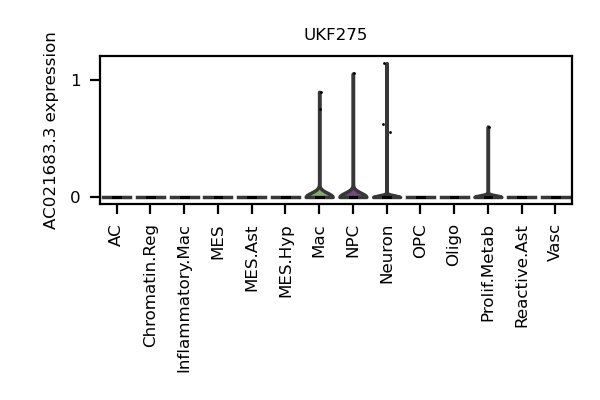 UKF275
AC021683.3 expression
1
0
AC
Chromatin.Reg
Inflammatory.Mac
MES
MES.Ast
MES.Hyp
Mac
NPC
Neuron
OPC
Oligo
Prolif.Metab
Reactive.Ast
Vasc